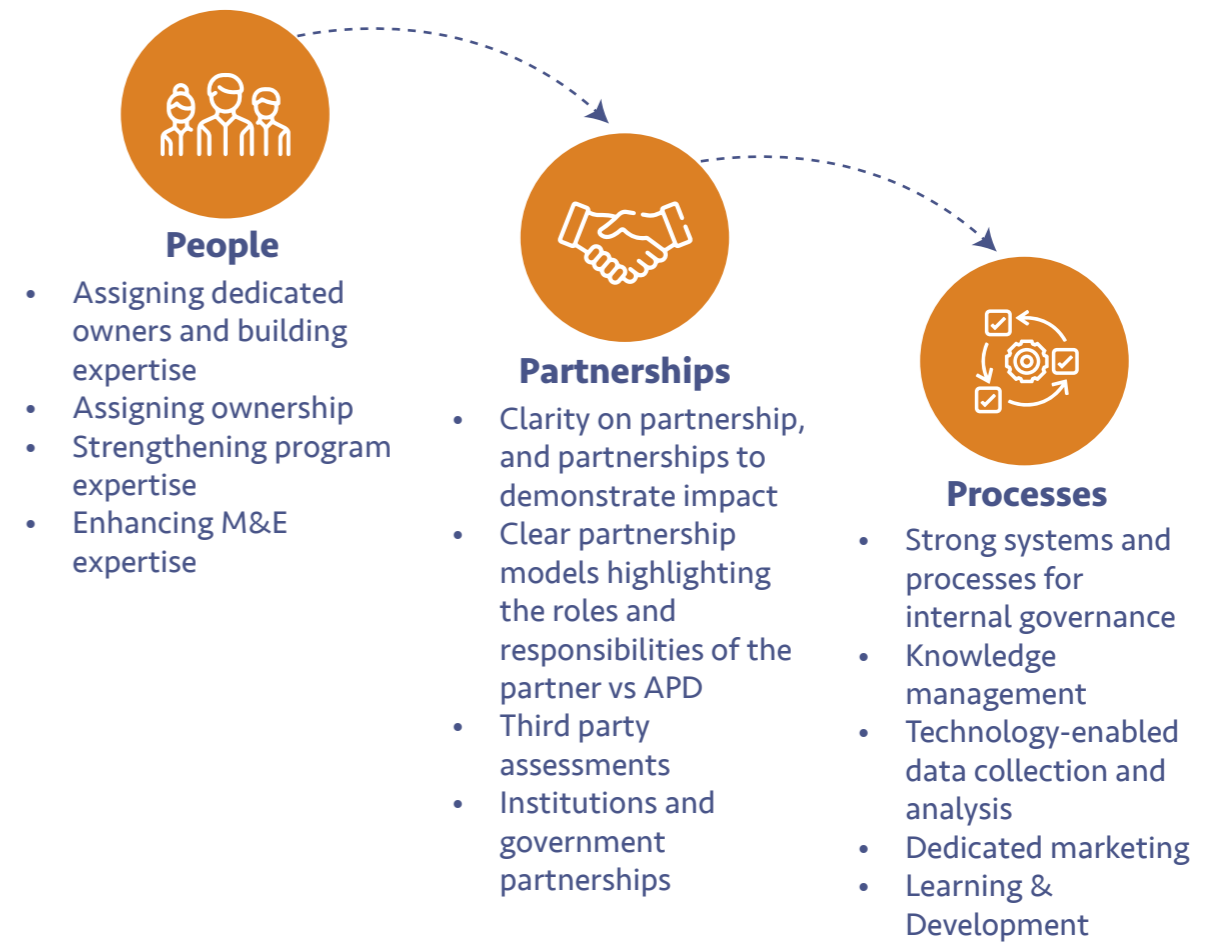 People
• Assigning dedicated
owners and building
expertise
• Assigning ownership
• Strengthening program
expertise
• Enhancing M&E
expertise
Partnerships
• Clarity on partnership,
and partnerships to
demonstrate impact
• Clear partnership
models highlighting
the roles and
responsibilities of the
partner vs APD
• Third party
assessments
• Institutions and
government
partnerships
Processes
• Strong systems and
processes for
internal governance
• Knowledge
management
• Technology-enabled
data collection and
analysis
• Dedicated marketing
• Learning &
Development